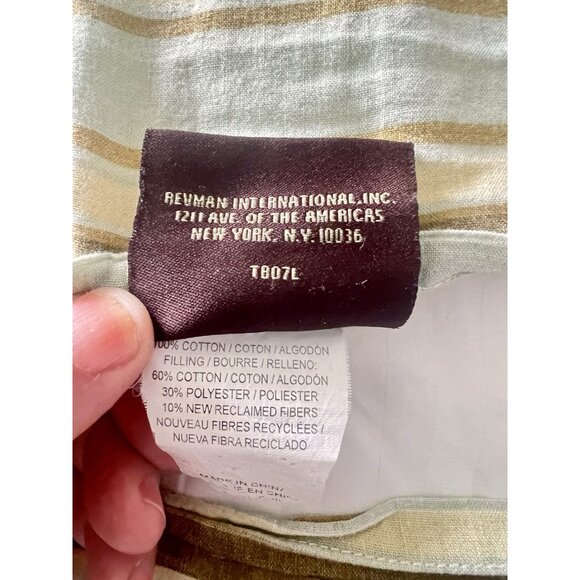 REVMAN INTERNATIONAL, INC.
1211 AVE. OF THE AMERICAS
NEW YORK, N.Y. 10036
TB07L
100% COTTON / COTON / ALGODÓN
FILLING / BOURRE / RELLENO:
60% COTTON / COTON / ALGODÓN
30% POLYESTER / POLIESTER
10% NEW RECLAIMED FIBERS
NOUVEAU FIBRES RECYCLÉES /
NUEVA FIBRA RECICLADO
MADE IN CHINA/
EN